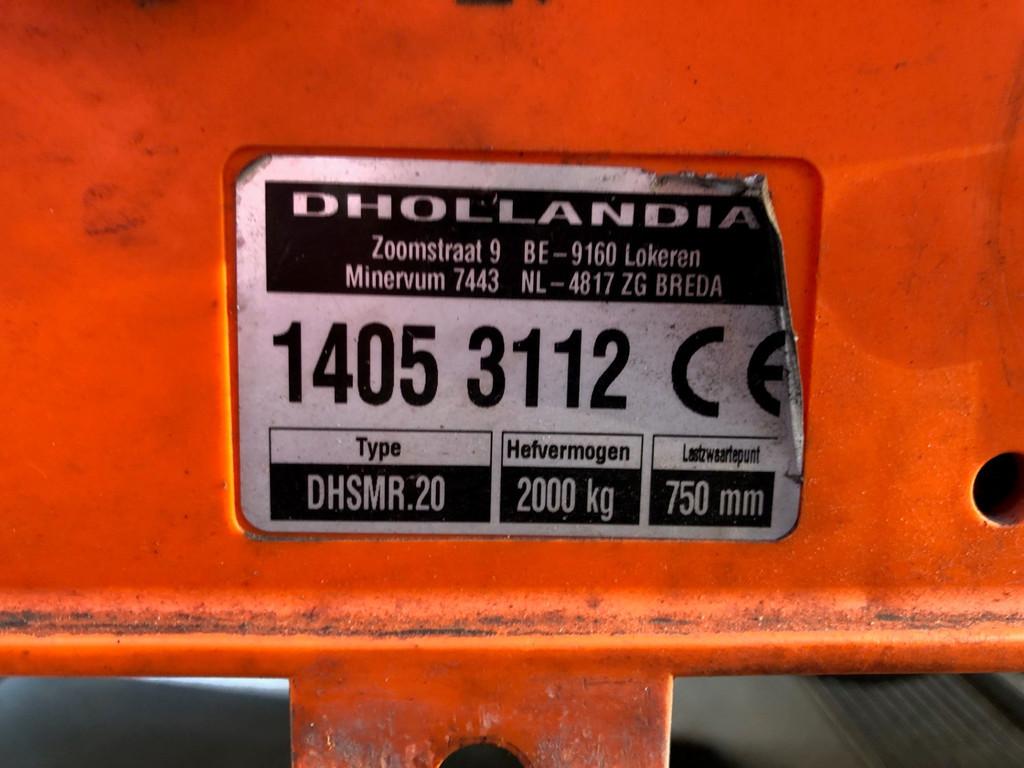 DHOLLANDIA
Zoomstraat 9 BE-9160 Lokeren
Minervum 7443 NL-4817 ZG BREDA
1405 3112 CE
Type Hefvermogen Lastzwaartepunt
DHSMR.20 2000 kg 750 mm